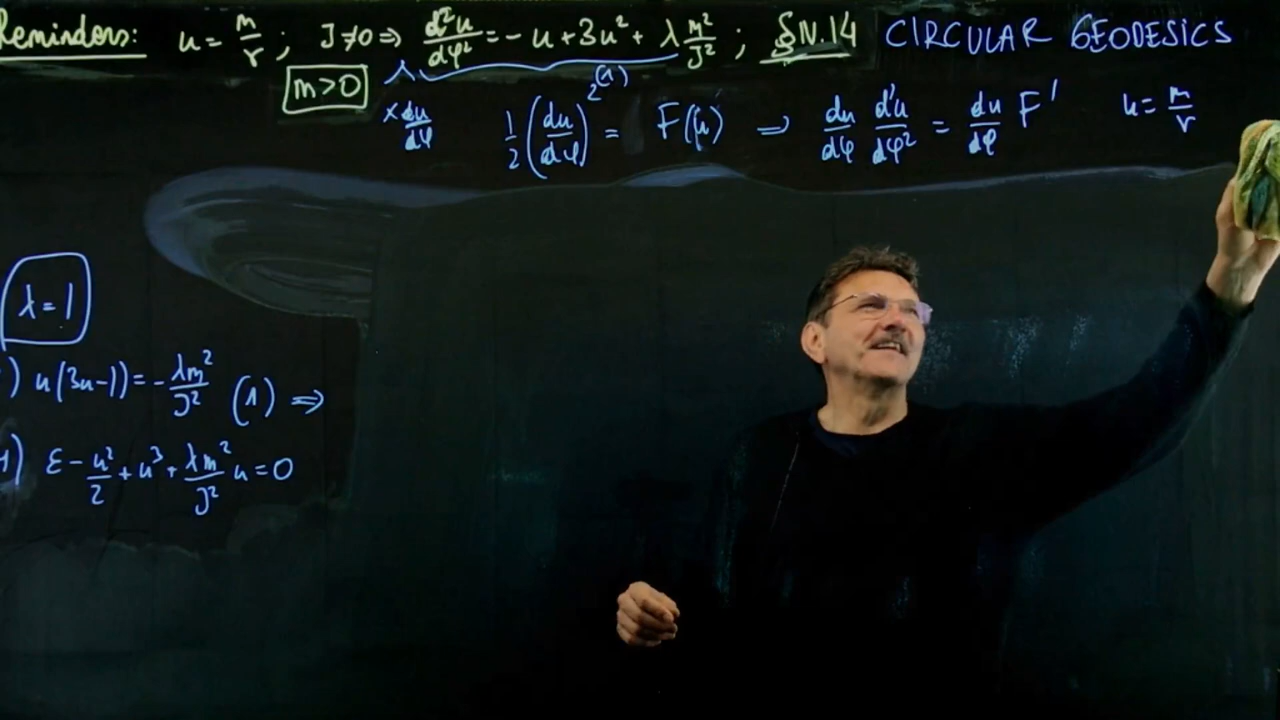 Reminders: u = m/r ; J≠0 ⇒ d²u/dφ² = -u + 3u² + λ m²/J² ; §N.14 CIRCULAR GEODESICS
m>0 (1)
× du/dφ 1/2 (du/dφ)² = F(u) ⇒ du/dφ d²u/dφ² = du/dφ F' u = m/r
λ = 1
) u(3u-1) = - λm²/J² (1) ⇒
) ε - u²/2 + u³ + λm²/J² u = 0